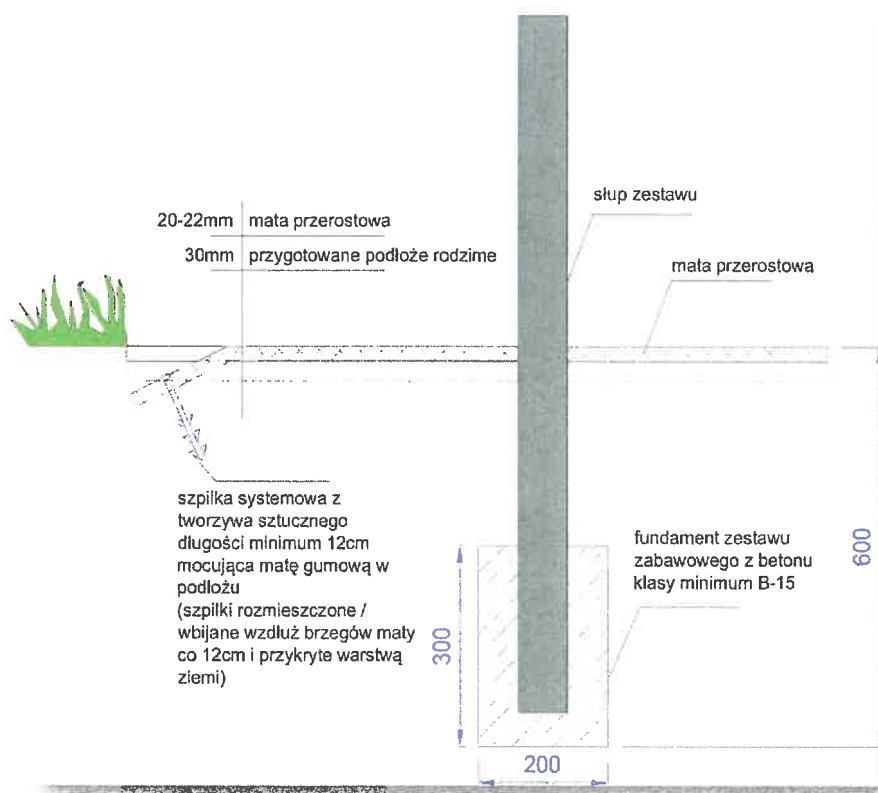 słup zestawu
20-22mm mata przerostowa
30mm przygotowane podłoże rodzime
mata przerostowa
szpilka systemowa z
tworzywa sztucznego
długości minimum 12cm
mocująca matę gumową w
podłożu
(szpilki rozmieszczone /
wbijane wzdłuż brzegów maty
co 12cm i przykryte warstwą
ziemi)
fundament zestawu
zabawowego z betonu
klasy minimum B-15
600
300
200